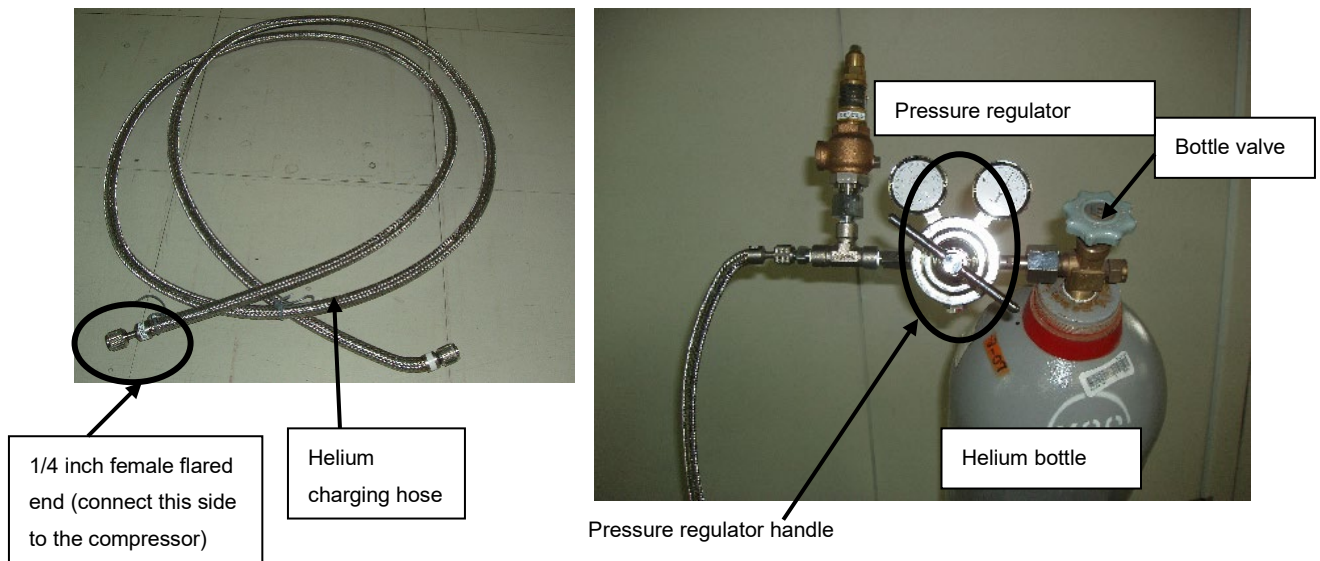 Pressure regulator
Bottle valve
1/4 inch female flared
end (connect this side
to the compressor)
Helium
charging hose
Helium bottle
Pressure regulator handle